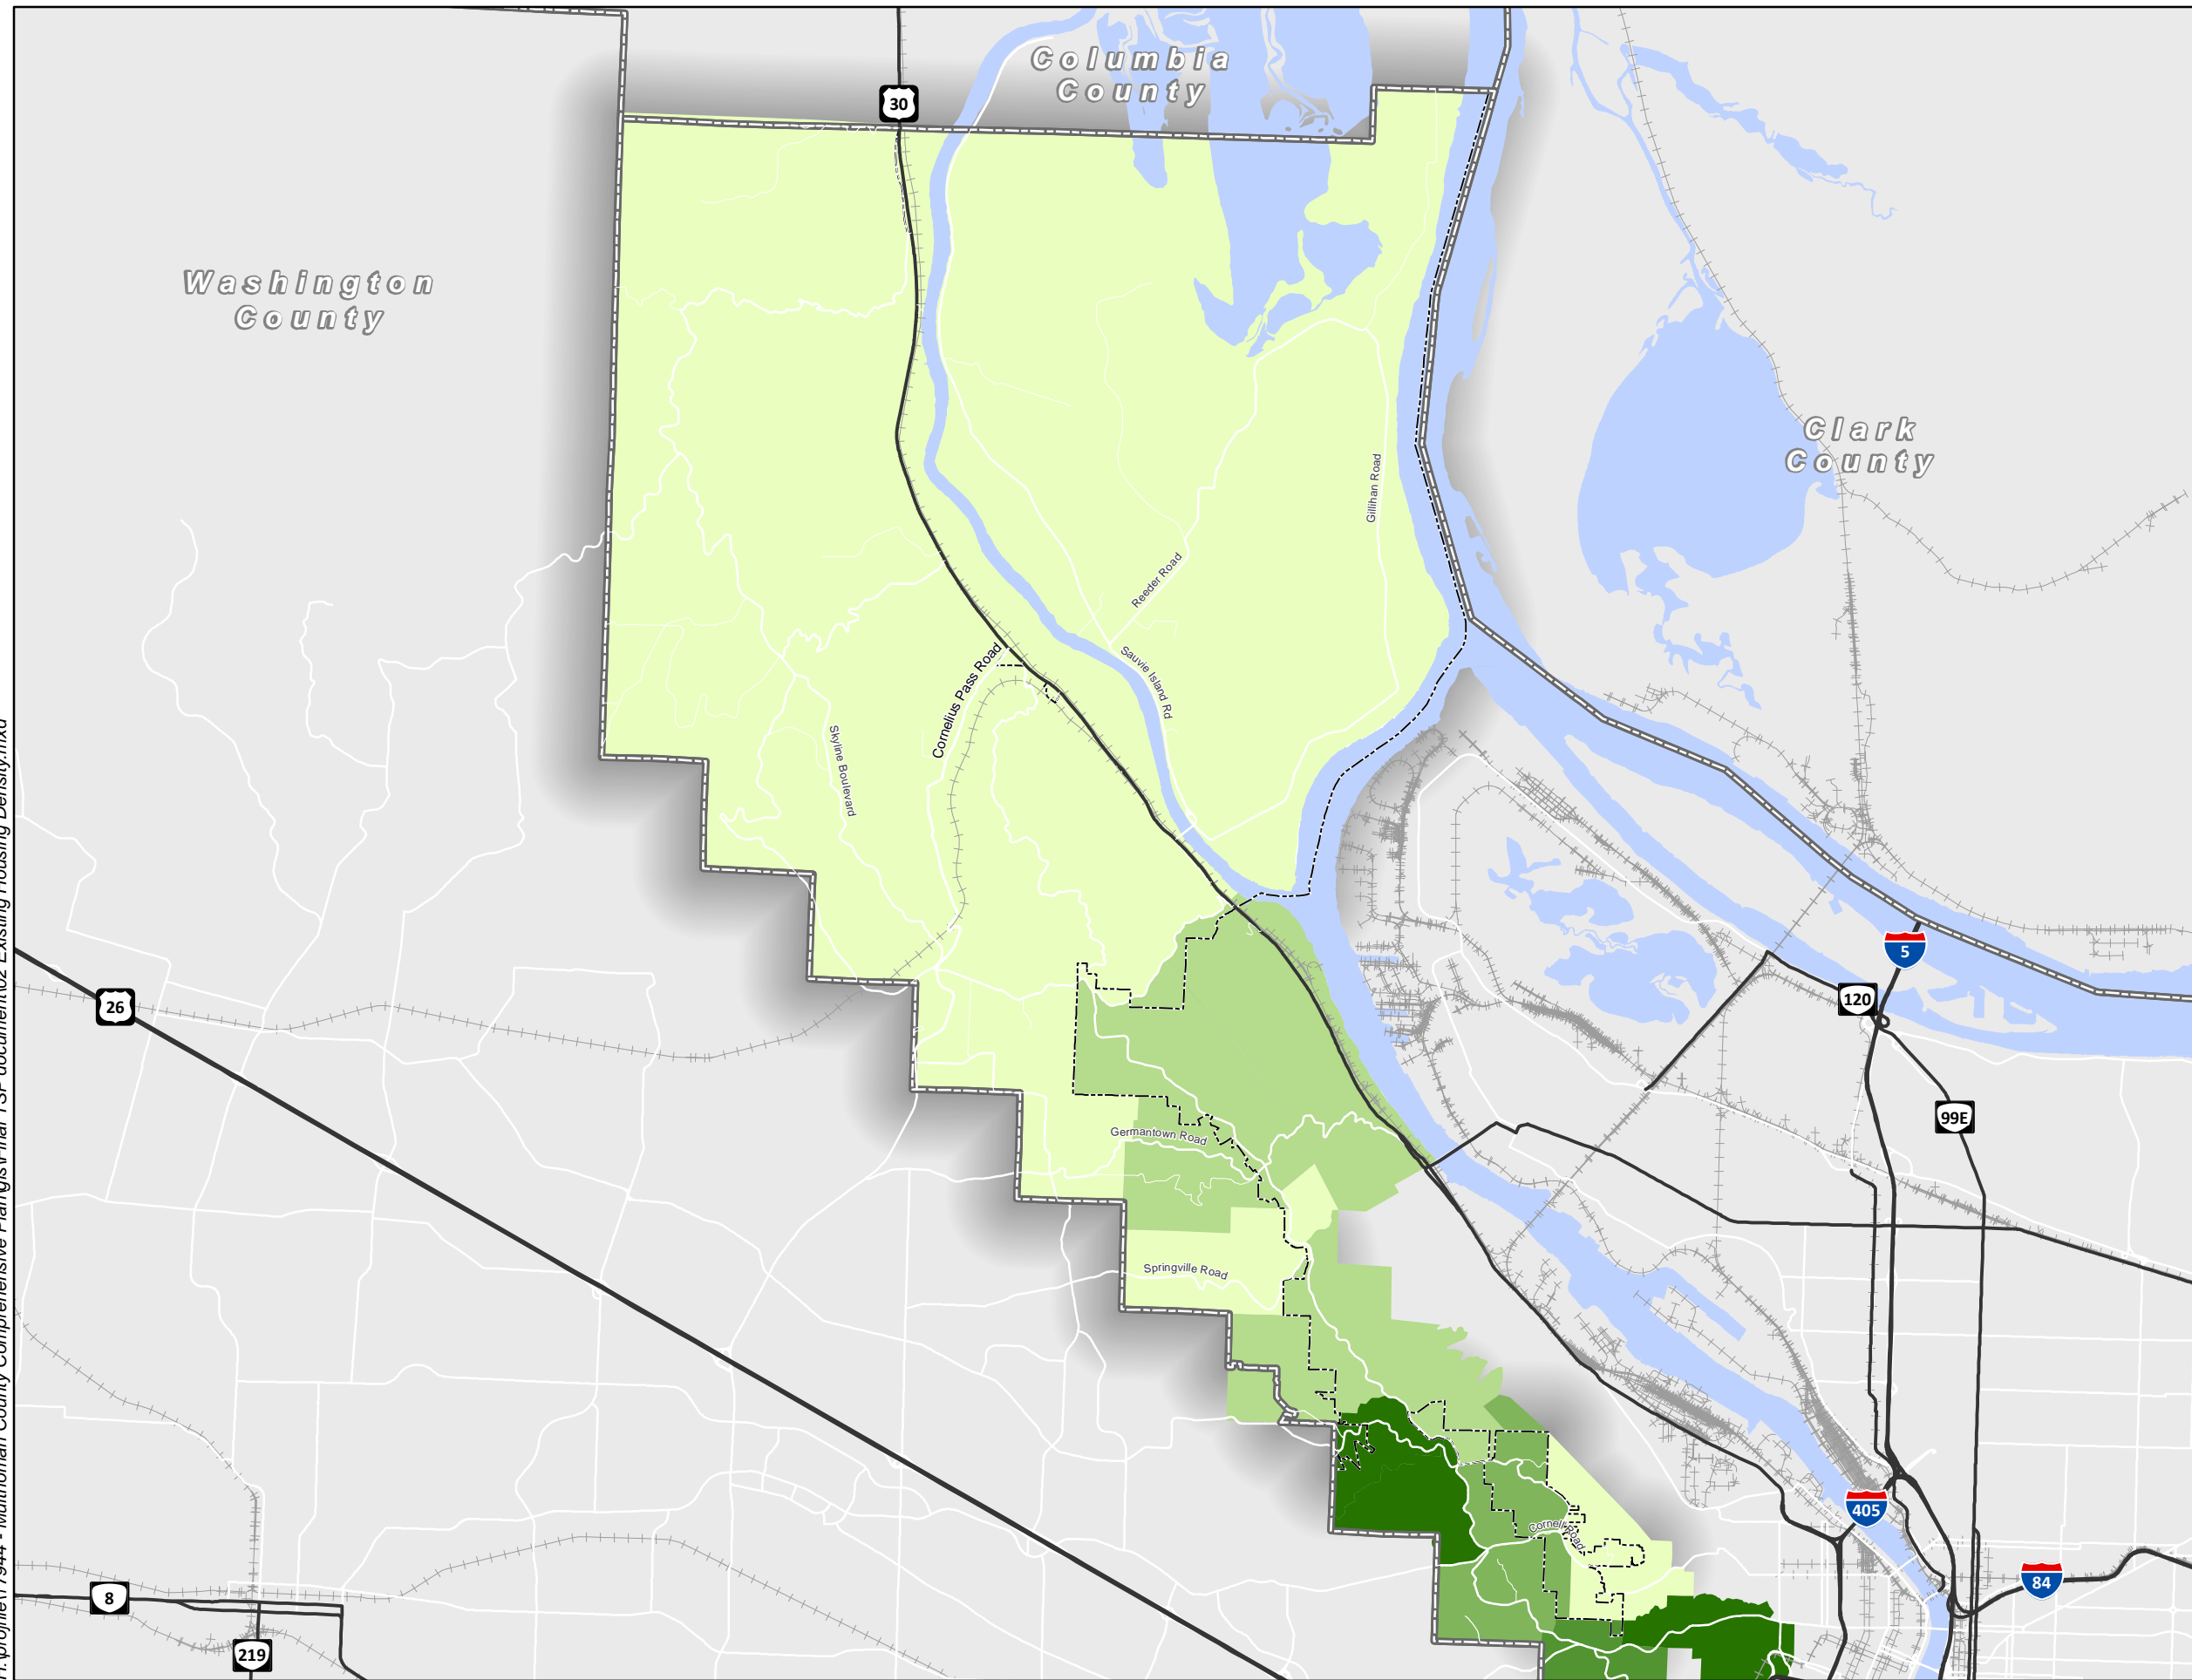 Columbia
County
30
Washington
County
Clark
County
Gillihan Road
Reeder Road
Sauvie Island Rd
Cornelius Pass Road
Skyline Boulevard
5
120
26
99E
Germantown Road
Springville Road
405
Cornell Road
84
8
219
- Multnomah County Comprehensive Plan\gis\Final TSP document\02 Existing Housing Density.mxd